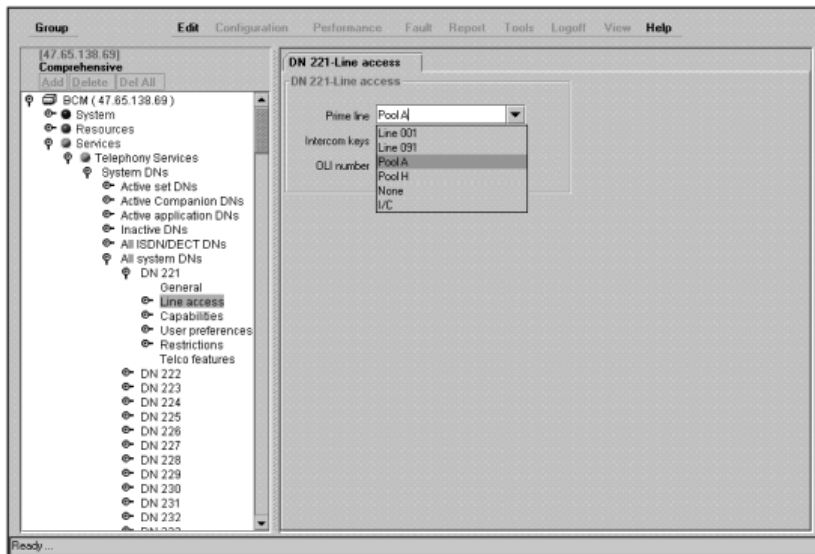 Group Edit Configuration Performance Fault Report Tools Logoff View Help
[47.65.138.69]
Comprehensive
Add Delete Del All
BCM ( 47.65.138.69 )
System
Resources
Services
Telephony Services
System DNs
Active set DNs
Active Companion DNs
Active application DNs
Inactive DNs
All ISDN/DECT DNs
All system DNs
DN 221
General
Line access
Capabilities
User preferences
Restrictions
Telco features
DN 222
DN 223
DN 224
DN 225
DN 226
DN 227
DN 228
DN 229
DN 230
DN 231
DN 232
DN 221-Line access
DN 221-Line access
Prime line Pool A
Intercom keys
OLI number
Line 001
Line 091
Pool A
Pool H
None
I/C
Ready ...